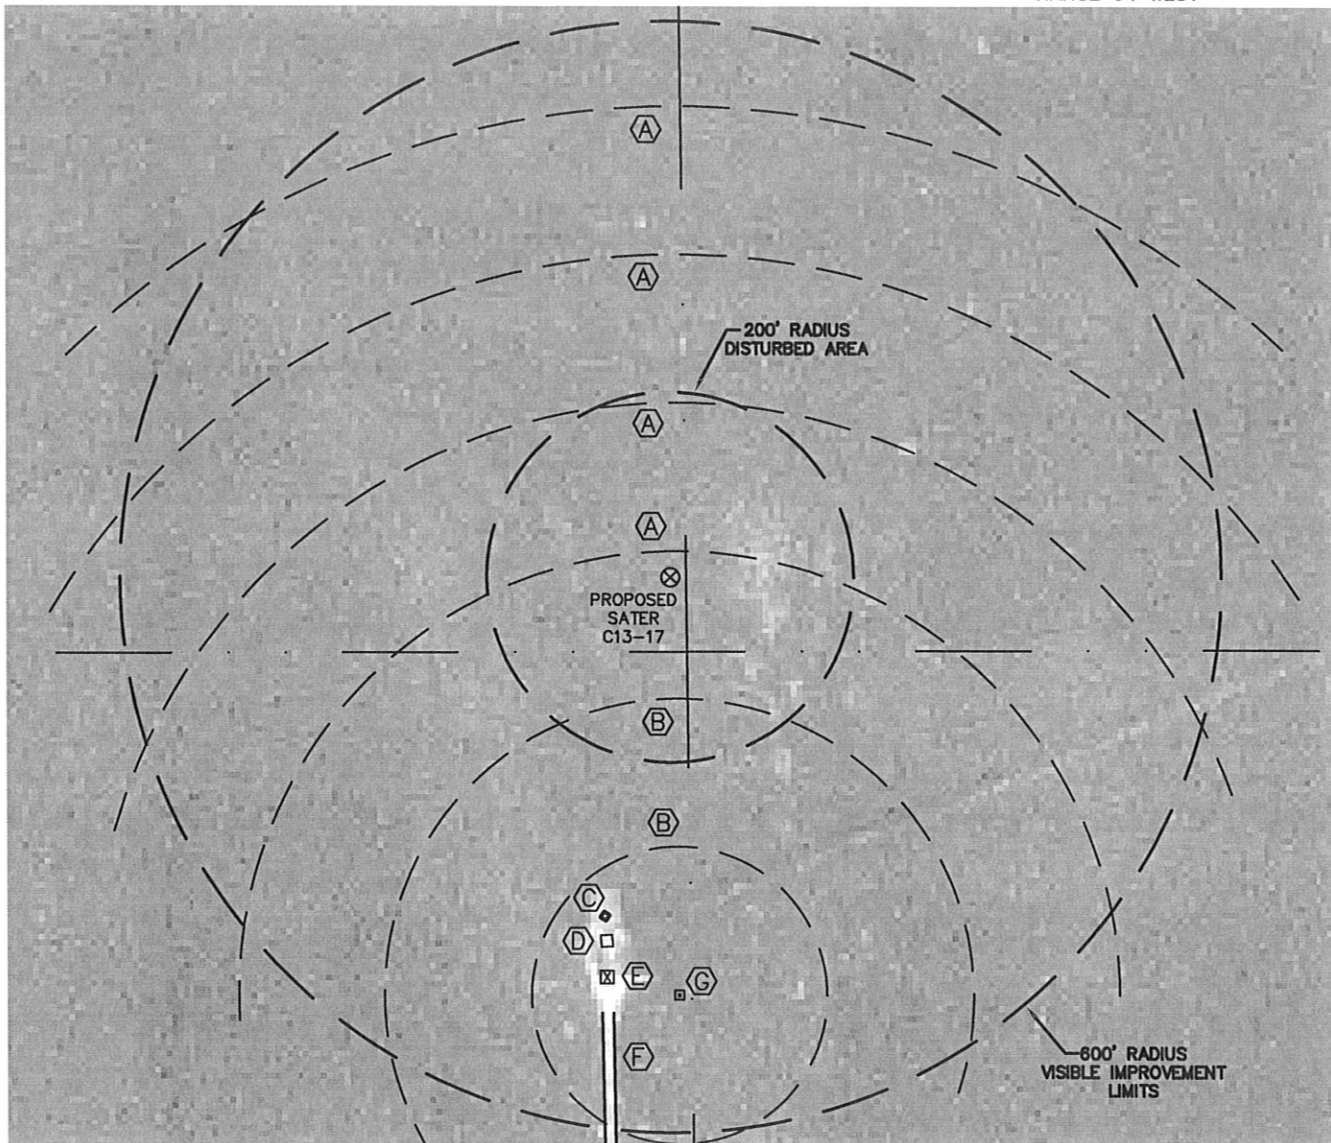 A
A
200' RADIUS
DISTURBED AREA
A
A
PROPOSED
SATER
C13-17
B
B
C
D
E
G
F
600' RADIUS
VISIBLE IMPROVEMENT
LIMITS